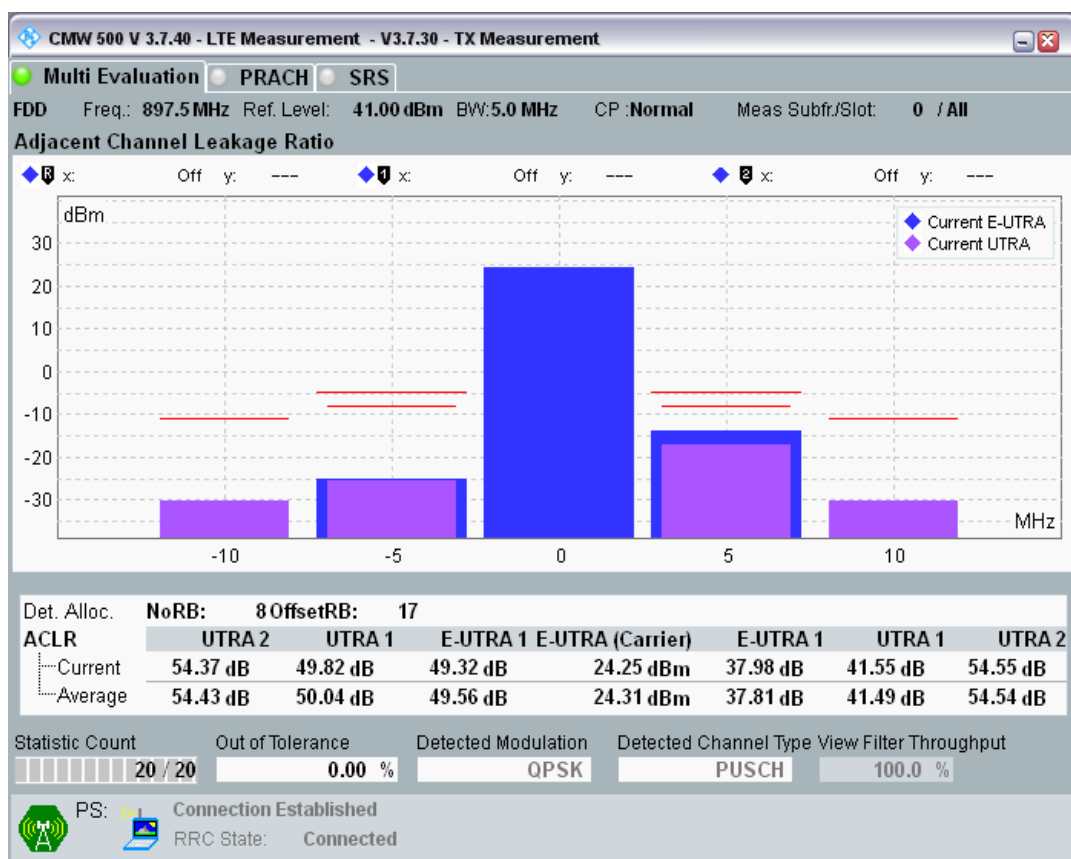 CMW 500 V 3.7.40 - LTE Measurement - V3.7.30 - TX Measurement
Multi Evaluation PRACH SRS
FDD Freq.: 897.5 MHz Ref. Level: 41.00 dBm BW: 5.0 MHz CP :Normal Meas Subfr./Slot: 0 / All
Adjacent Channel Leakage Ratio
R x: Off y: --- 1 x: Off y: --- 2 x: Off y: ---
dBm
Current E-UTRA
Current UTRA
30
20
10
0
-10
-20
-30
MHz
-10 -5 0 5 10
Det. Alloc. NoRB: 8 OffsetRB: 17
ACLR UTRA 2 UTRA 1 E-UTRA 1 E-UTRA (Carrier) E-UTRA 1 UTRA 1 UTRA 2
Current 54.37 dB 49.82 dB 49.32 dB 24.25 dBm 37.98 dB 41.55 dB 54.55 dB
Average 54.43 dB 50.04 dB 49.56 dB 24.31 dBm 37.81 dB 41.49 dB 54.54 dB
Statistic Count Out of Tolerance Detected Modulation Detected Channel Type View Filter Throughput
20 / 20 0.00 % QPSK PUSCH 100.0 %
PS: Connection Established
RRC State: Connected